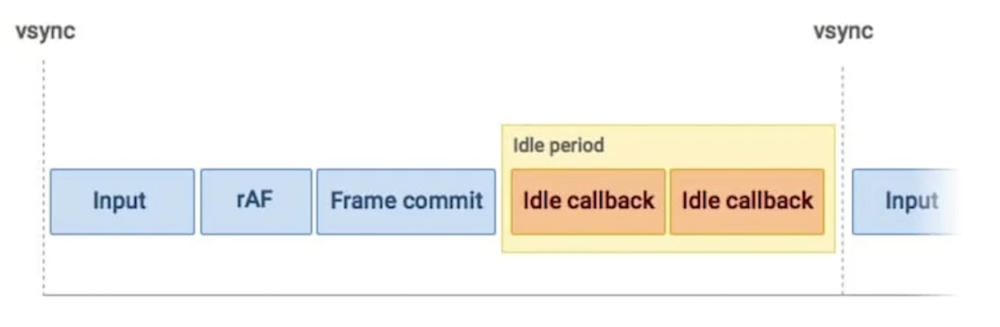 vsync
vsync
Idle period
Input
rAF
Frame commit
Idle callback
Idle callback
Input